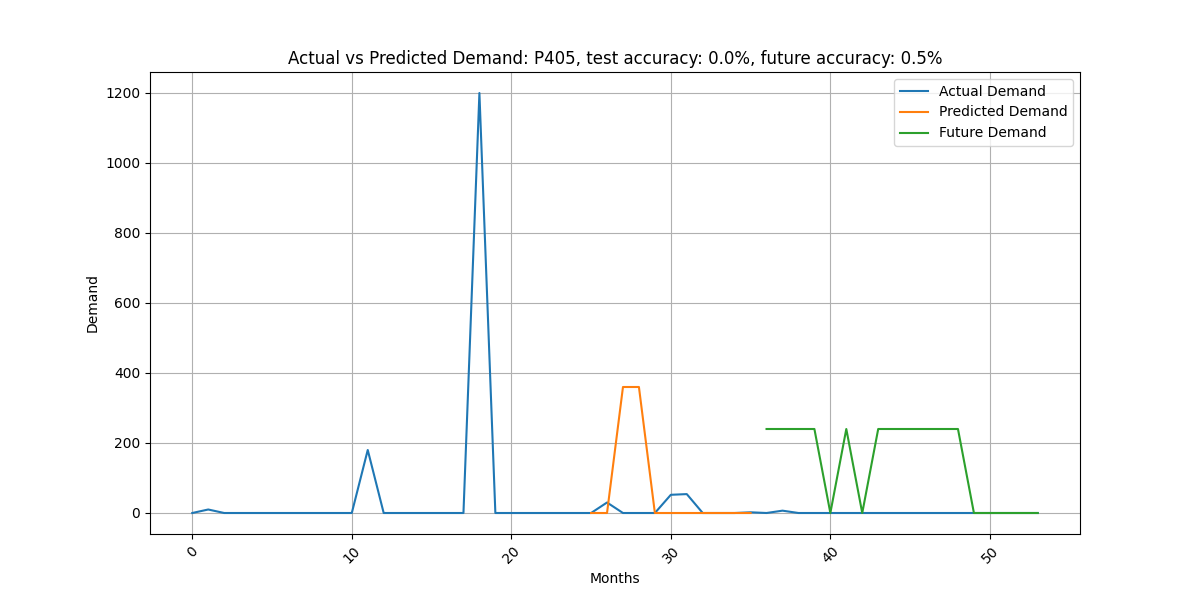 Actual vs Predicted Demand: P405, test accuracy: 0.0%, future accuracy: 0.5%
Actual Demand
Predicted Demand
Future Demand
1200
1000
800
600
400
200
0
Demand
0
10
20
30
40
50
Months